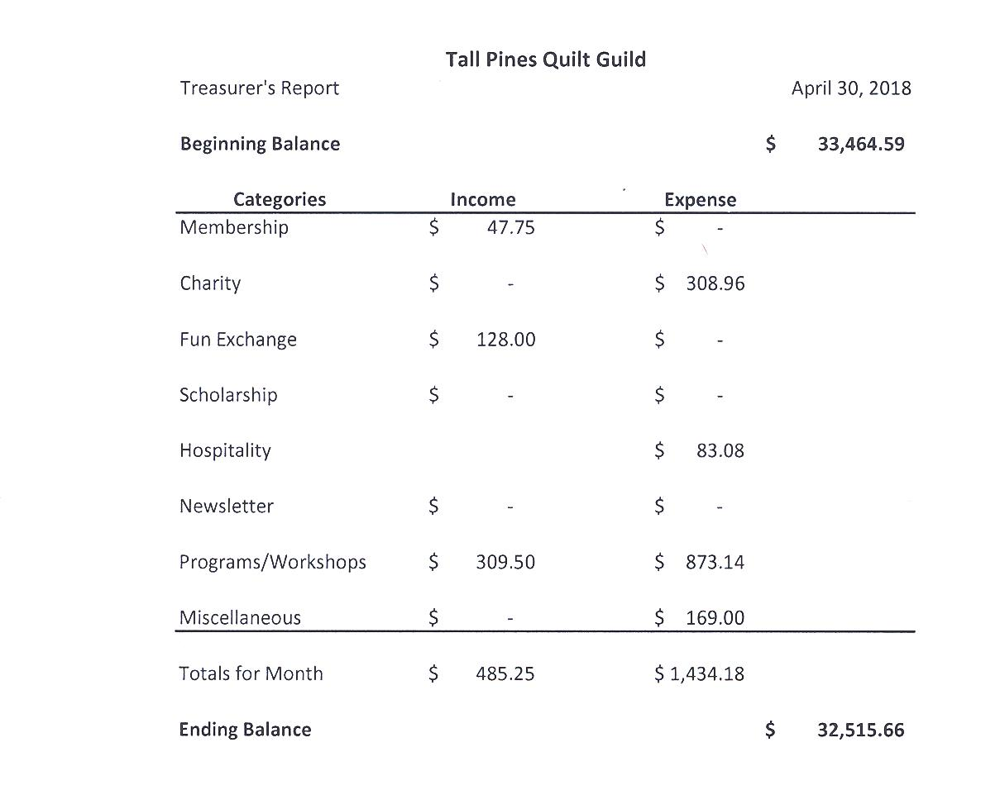 Tall Pines Quilt Guild
Treasurer's Report April 30, 2018
Beginning Balance $ 33,464.59
Categories Income Expense
Membership $ 47.75 $ -
Charity $ - $ 308.96
Fun Exchange $ 128.00 $ -
Scholarship $ - $ -
Hospitality $ 83.08
Newsletter $ - $ -
Programs/Workshops $ 309.50 $ 873.14
Miscellaneous $ - $ 169.00
Totals for Month $ 485.25 $ 1,434.18
Ending Balance $ 32,515.66